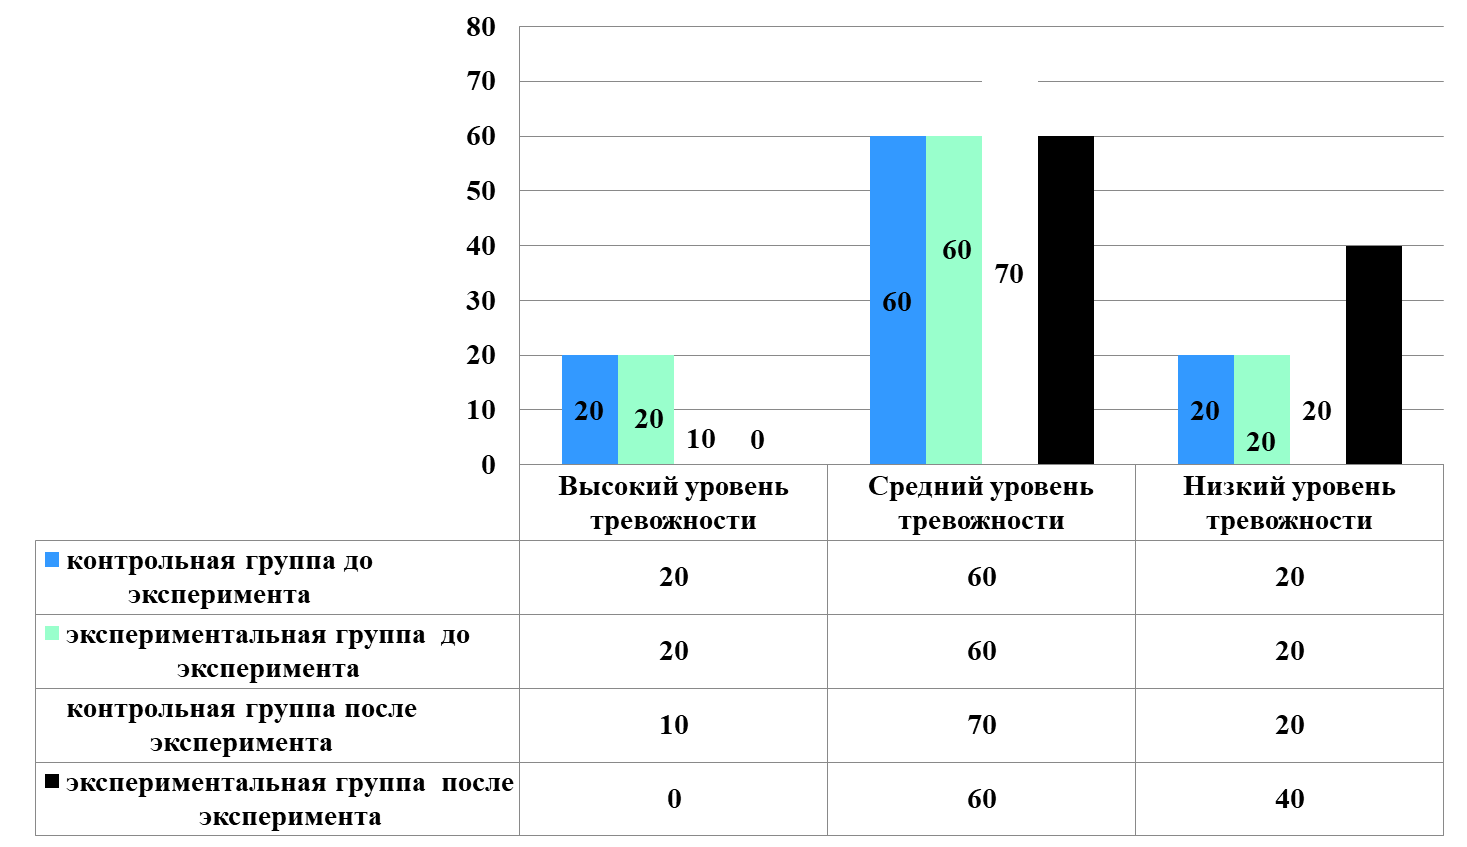 80
70
60
50
40
30
20
10
0
20
20
10
0
60
60
70
20
20
20
Высокий уровень
тревожности
Средний уровень
тревожности
Низкий уровень
тревожности
контрольная группа до
эксперимента
20
60
20
экспериментальная группа до
эксперимента
20
60
20
контрольная группа после
эксперимента
10
70
20
экспериментальная группа после
эксперимента
0
60
40